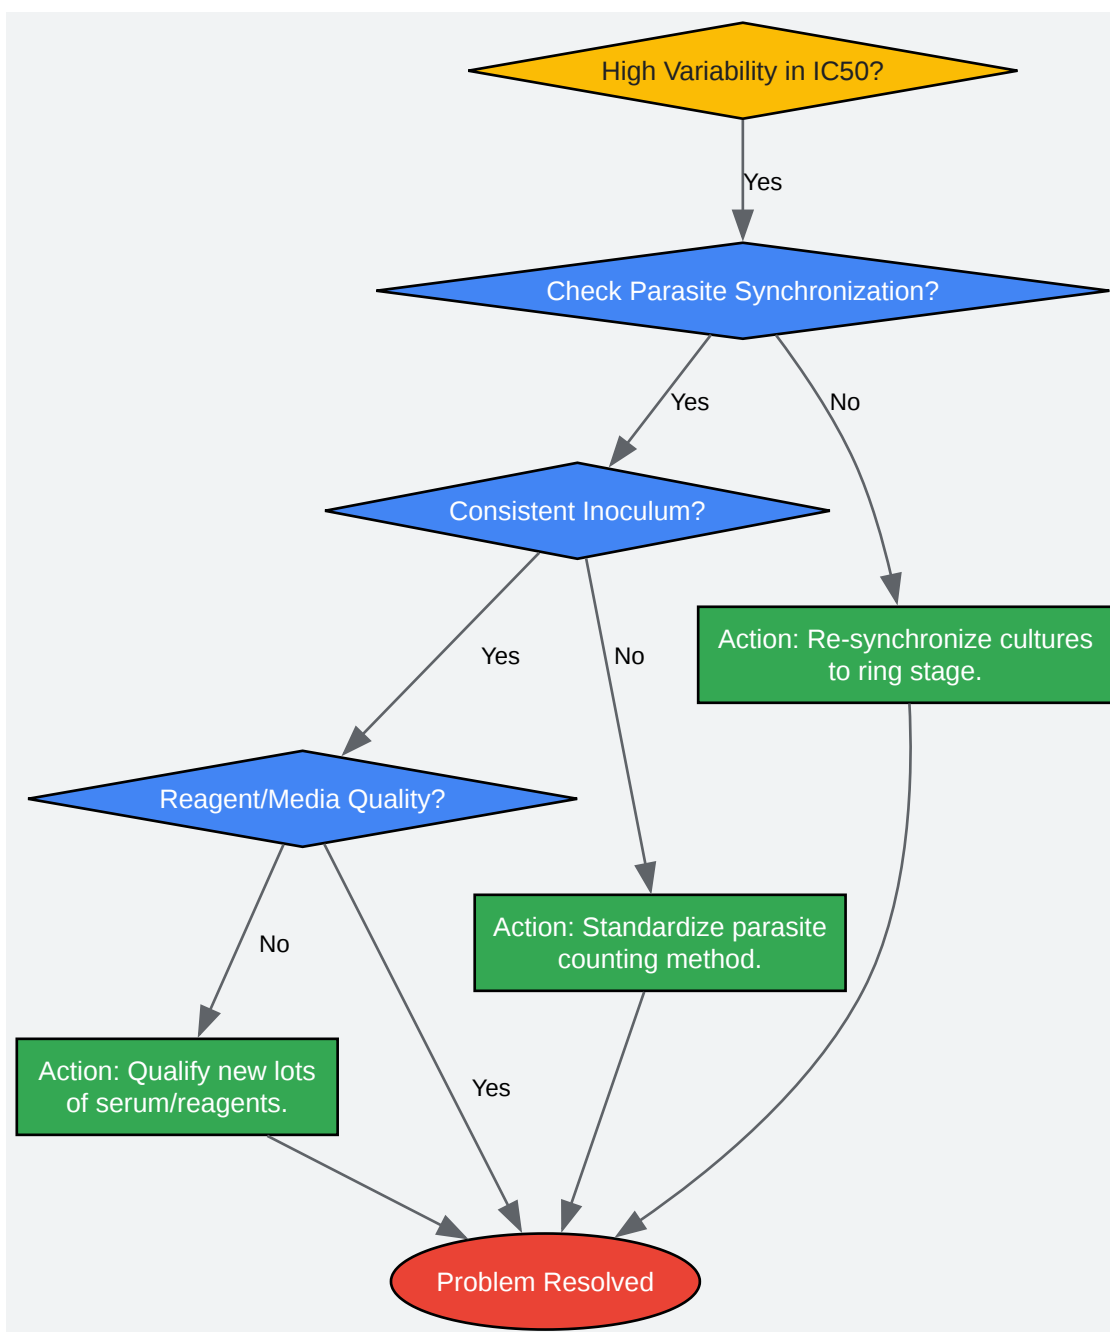 High Variability in IC50?
Yes
Check Parasite Synchronization?
Yes
No
Consistent Inoculum?
Yes
No
Action: Re-synchronize cultures
to ring stage.
Reagent/Media Quality?
Action: Standardize parasite
counting method.
No
Action: Qualify new lots
of serum/reagents.
Yes
Problem Resolved